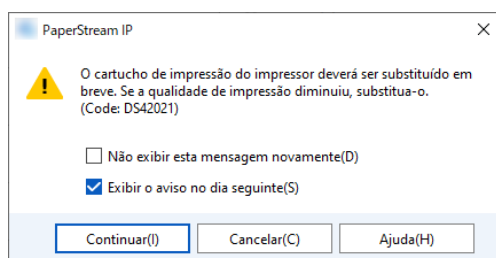 PaperStream IP
O cartucho de impressão do impressor deverá ser substituído em
breve. Se a qualidade de impressão diminuiu, substitua-o.
(Code: DS42021)
Não exibir esta mensagem novamente(D)
Exibir o aviso no dia seguinte(S)
Continuar(I)
Cancelar(C)
Ajuda(H)